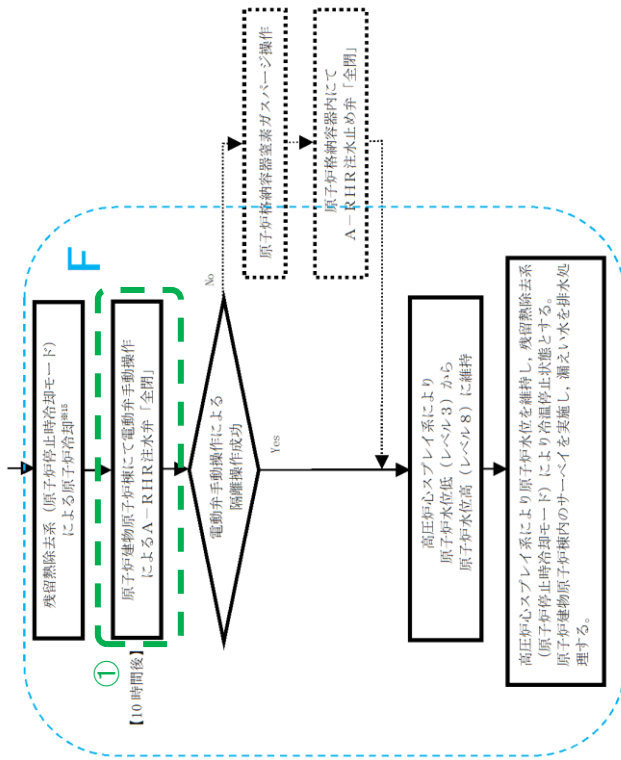 F
残留熱除去系（原子炉停止時冷却モード）
による原子炉冷却※15
①
【10 時間後】
原子炉建物原子炉棟にて電動弁手動操作
によるＡ－ＲＨＲ注水弁「全閉」
電動弁手動操作による
隔離操作成功
No
原子炉格納容器窒素ガスパージ操作
原子炉格納容器内にて
Ａ－ＲＨＲ注水止め弁「全閉」
Yes
高圧炉心スプレイ系により
原子炉水位低（レベル３）から
原子炉水位高（レベル８）に維持
高圧炉心スプレイ系により原子炉水位を維持し，残留熱除去系
（原子炉停止時冷却モード）により冷温停止状態とする。
原子炉建物原子炉棟内のサーベイを実施し，漏えい水を排水処
理する。